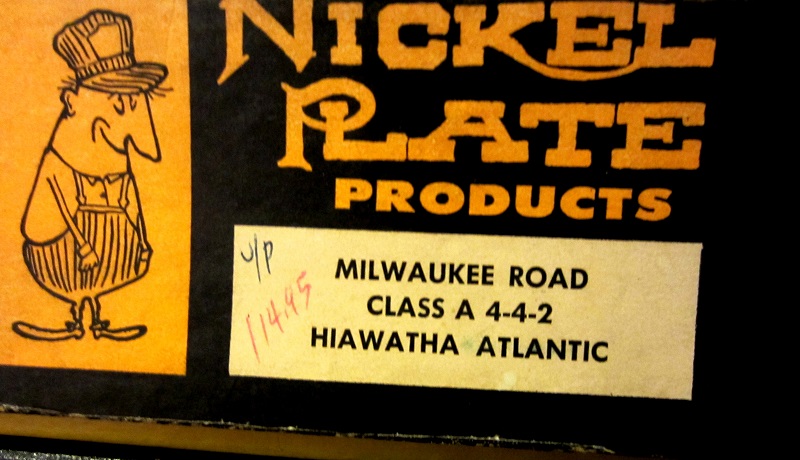 NICKEL
PLATE
PRODUCTS
U/P
114.95
MILWAUKEE ROAD
CLASS A 4-4-2
HIAWATHA ATLANTIC